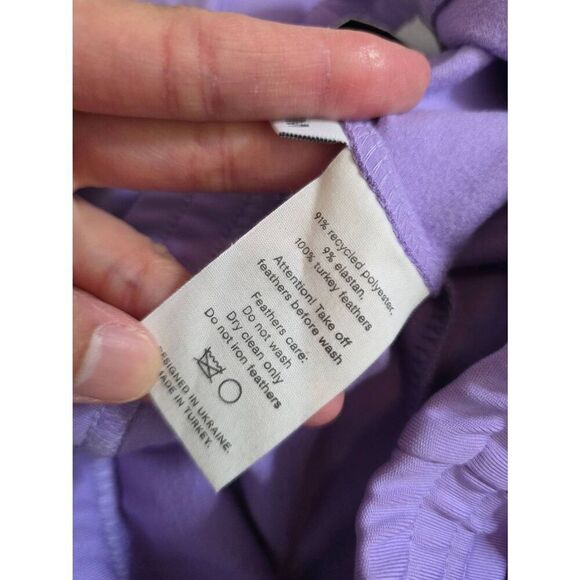 91% recycled polyester,
9% elastan,
100% turkey feathers
Attention! Take off
feathers before wash
Feathers care:
Do not wash
Dry clean only
Do not iron feathers
DESIGNED IN UKRAINE.
MADE IN TURKEY.